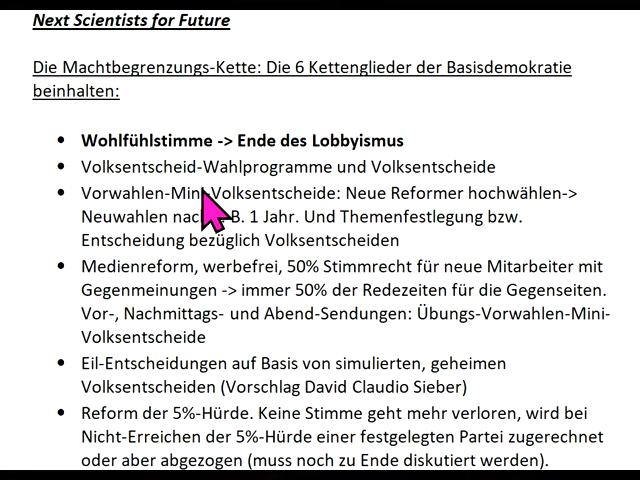 Next Scientists for Future
Die Machtbegrenzungs-Kette: Die 6 Kettenglieder der Basisdemokratie
beinhalten:
• Wohlfühlstimme -> Ende des Lobbyismus
• Volksentscheid-Wahlprogramme und Volksentscheide
• Vorwahlen-Mini-Volksentscheide: Neue Reformer hochwählen->
Neuwahlen nach B. 1 Jahr. Und Themenfestlegung bzw.
Entscheidung bezüglich Volksentscheiden
• Medienreform, werbefrei, 50% Stimmrecht für neue Mitarbeiter mit
Gegenmeinungen -> immer 50% der Redezeiten für die Gegenseiten.
Vor-, Nachmittags- und Abend-Sendungen: Übungs-Vorwahlen-Mini-
Volksentscheide
• Eil-Entscheidungen auf Basis von simulierten, geheimen
Volksentscheiden (Vorschlag David Claudio Sieber)
• Reform der 5%-Hürde. Keine Stimme geht mehr verloren, wird bei
Nicht-Erreichen der 5%-Hürde einer festgelegten Partei zugerechnet
oder aber abgezogen (muss noch zu Ende diskutiert werden).